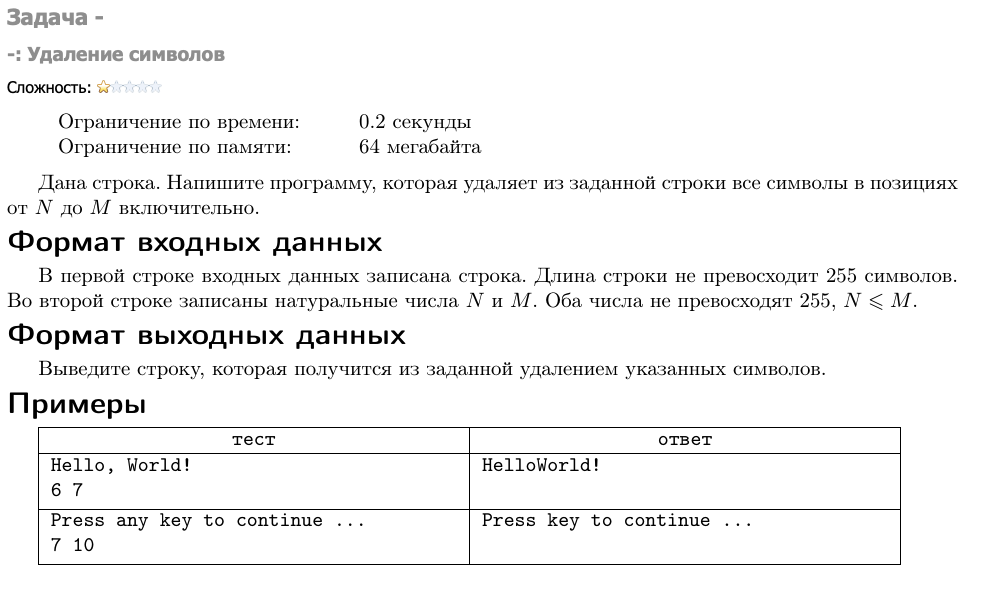 Задача -
-: Удаление символов
Сложность:
Ограничение по времени: 0.2 секунды
Ограничение по памяти: 64 мегабайта
Дана строка. Напишите программу, которая удаляет из заданной строки все символы в позициях
от N до M включительно.
Формат входных данных
В первой строке входных данных записана строка. Длина строки не превосходит 255 символов.
Во второй строке записаны натуральные числа N и M. Оба числа не превосходят 255, N ⩽ M.
Формат выходных данных
Выведите строку, которая получится из заданной удалением указанных символов.
Примеры
тест ответ
Hello, World! HelloWorld!
6 7
Press any key to continue ... Press key to continue ...
7 10